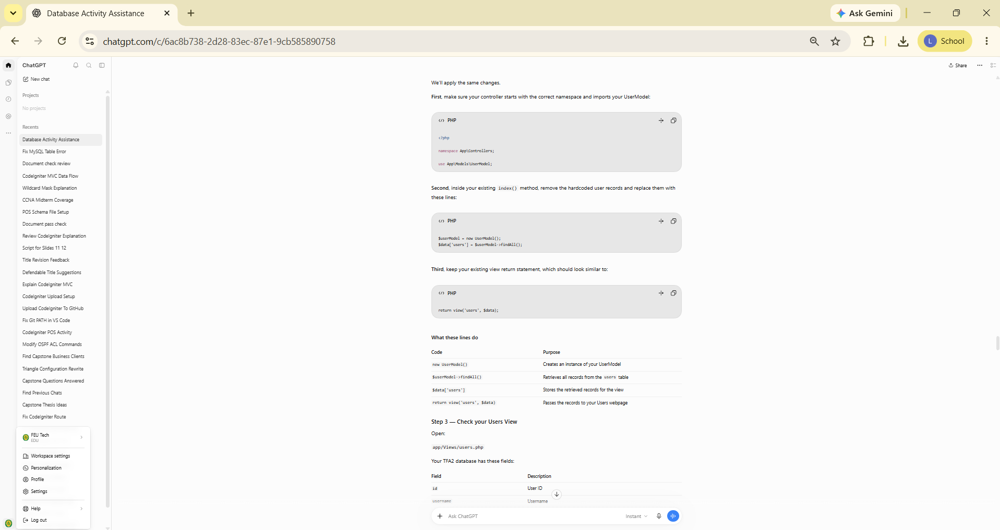 Database Activity Assistance
Ask Gemini
chatgpt.com/c/6ac8b738-2d28-83ec-87e1-9cb585890758
L School
ChatGPT
Share
New chat
Projects
No projects
Recents
Database Activity Assistance
Fix MySQL Table Error
Document check review
CodeIgniter MVC Data Flow
Wildcard Mask Explanation
CCNA Midterm Coverage
POS Schema File Setup
Document pass check
Review CodeIgniter Explanation
Script for Slides 11 12
Title Revision Feedback
Defendable Title Suggestions
Explain CodeIgniter MVC
CodeIgniter Upload Setup
Upload CodeIgniter To GitHub
Fix Git PATH in VS Code
CodeIgniter POS Activity
Modify OSPF ACL Commands
Find Capstone Business Clients
Triangle Configuration Rewrite
Capstone Questions Answered
Find Previous Chats
Capstone Thesis Ideas
Fix CodeIgniter Route
FEU Tech
EDU
Workspace settings
Personalization
Profile
Settings
Help
Log out
We'll apply the same changes.
First, make sure your controller starts with the correct namespace and imports your UserModel:
PHP
<?php
namespace App\Controllers;
use App\Models\UserModel;
Second, inside your existing index() method, remove the hardcoded user records and replace them with
these lines:
PHP
$userModel = new UserModel();
$data['users'] = $userModel->findAll();
Third, keep your existing view return statement, which should look similar to:
PHP
return view('users', $data);
What these lines do
Code Purpose
new UserModel() Creates an instance of your UserModel
$userModel->findAll() Retrieves all records from the users table
$data['users'] Stores the retrieved records for the view
return view('users', $data) Passes the records to your Users webpage
Step 3 — Check your Users View
Open:
app/Views/users.php
Your TFA2 database has these fields:
Field Description
id User ID
username Username
Ask ChatGPT
Instant